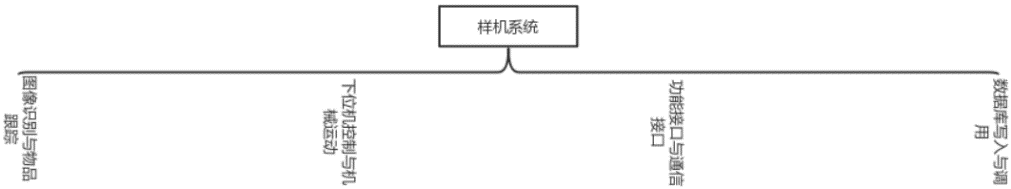 样机系统
图像识别与物品
跟踪
下位机控制与机
械运动
功能接口与通信
接口
数据库写入与调
用